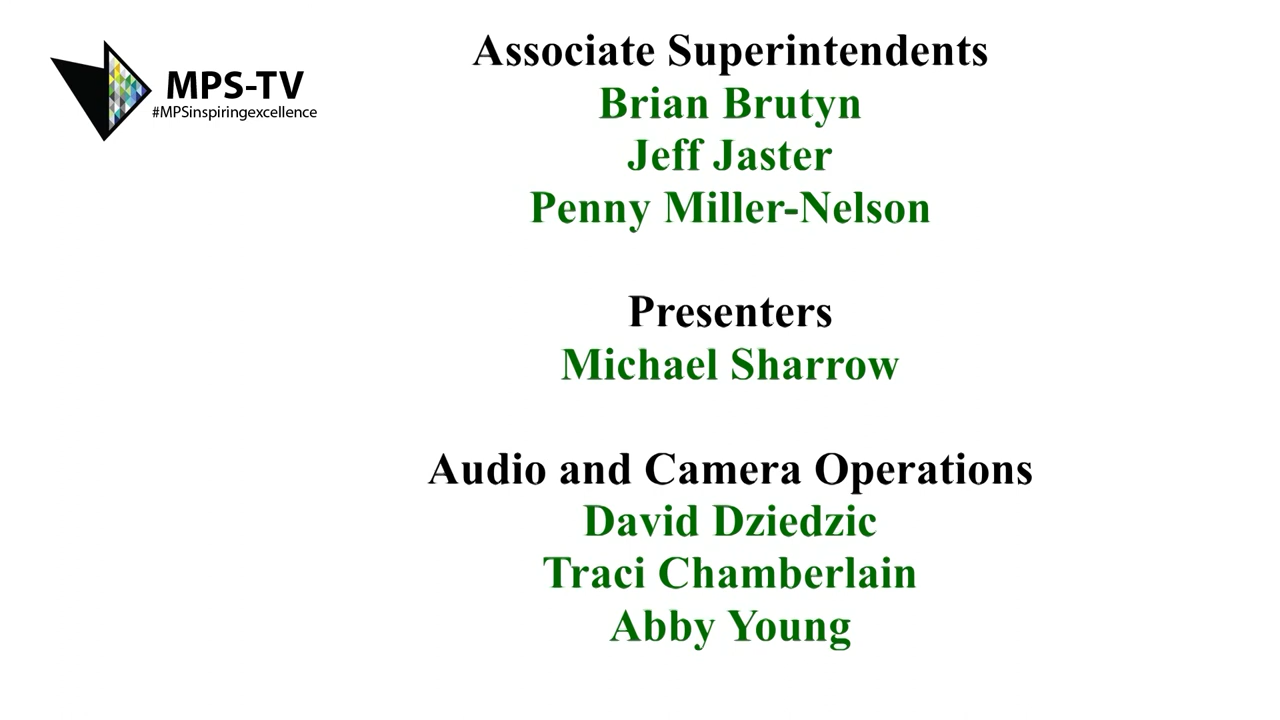 MPS-TV
#MPSinspiringexcellence
Associate Superintendents
Brian Brutyn
Jeff Jaster
Penny Miller-Nelson
Presenters
Michael Sharrow
Audio and Camera Operations
David Dziedzic
Traci Chamberlain
Abby Young